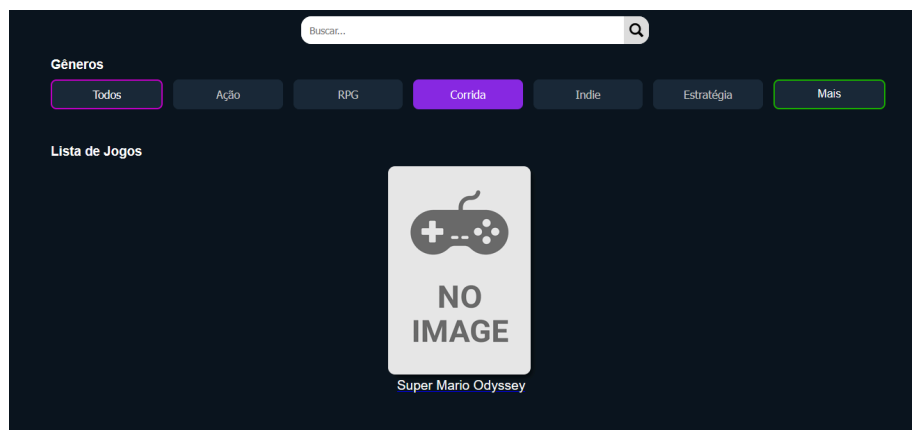 Buscar...
Gêneros
Todos Ação RPG Corrida Indie Estratégia Mais
Lista de Jogos
NO
IMAGE
Super Mario Odyssey